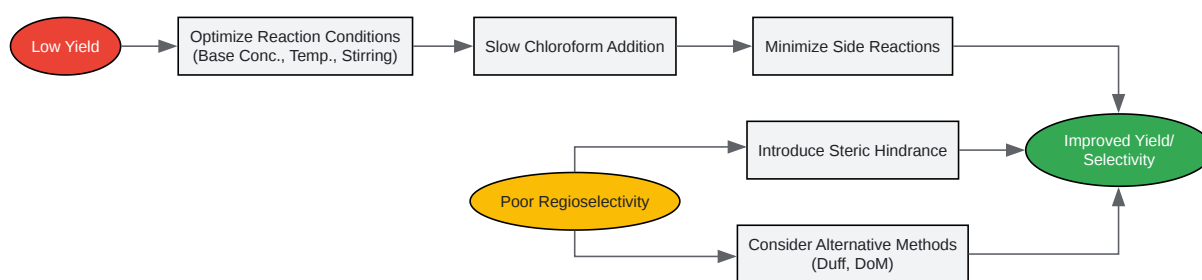 Low Yield
Optimize Reaction Conditions
(Base Conc., Temp., Stirring)
Slow Chloroform Addition
Minimize Side Reactions
Introduce Steric Hindrance
Improved Yield/
Selectivity
Poor Regioselectivity
Consider Alternative Methods
(Duff, DoM)